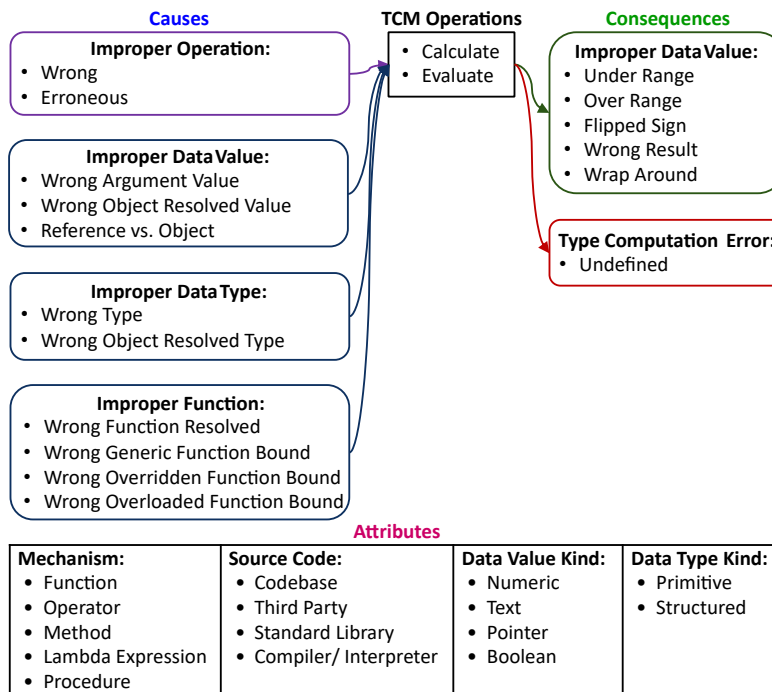 Causes
Improper Operation:
• Wrong
• Erroneous
Improper Data Value:
• Wrong Argument Value
• Wrong Object Resolved Value
• Reference vs. Object
Improper Data Type:
• Wrong Type
• Wrong Object Resolved Type
Improper Function:
• Wrong Function Resolved
• Wrong Generic Function Bound
• Wrong Overridden Function Bound
• Wrong Overloaded Function Bound
TCM Operations
• Calculate
• Evaluate
Consequences
Improper Data Value:
• Under Range
• Over Range
• Flipped Sign
• Wrong Result
• Wrap Around
Type Computation Error:
• Undefined
Attributes
Mechanism:
• Function
• Operator
• Method
• Lambda Expression
• Procedure
Source Code:
• Codebase
• Third Party
• Standard Library
• Compiler/ Interpreter
Data Value Kind:
• Numeric
• Text
• Pointer
• Boolean
Data Type Kind:
• Primitive
• Structured